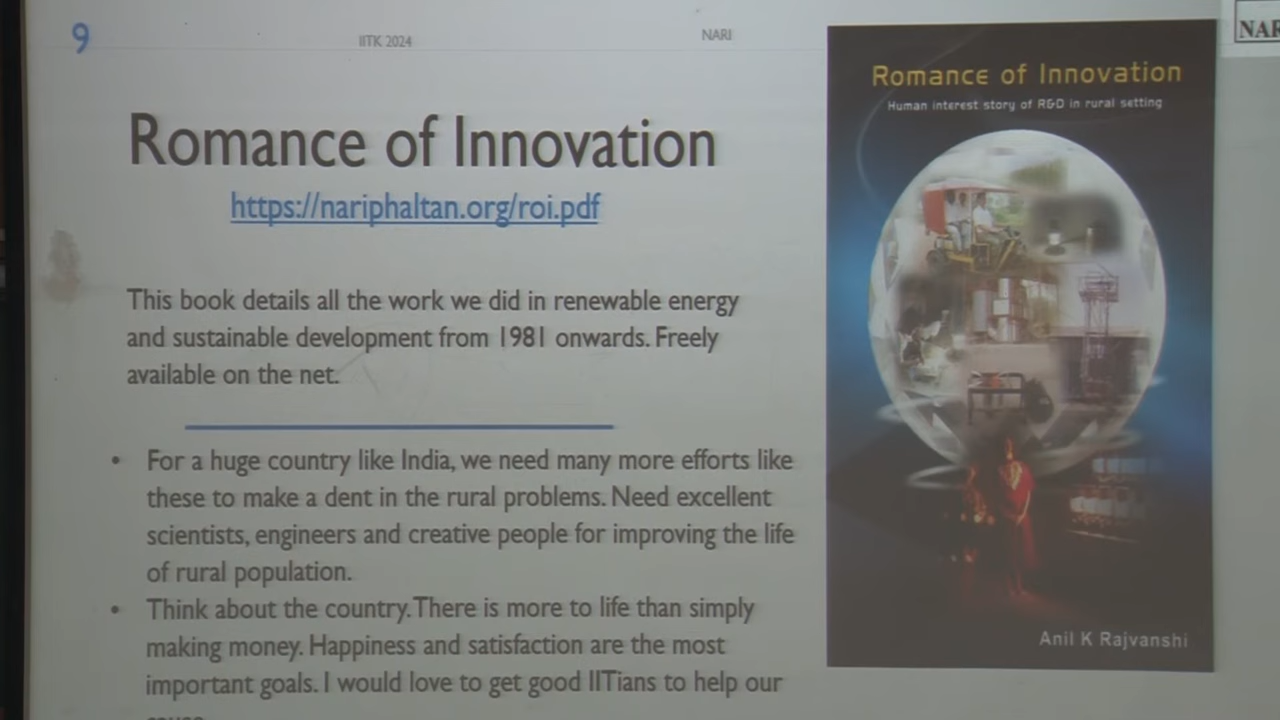 9
IITK 2024
NARI
NAR
Romance of Innovation
https://nariphaltan.org/roi.pdf
This book details all the work we did in renewable energy
and sustainable development from 1981 onwards. Freely
available on the net.
• For a huge country like India, we need many more efforts like
these to make a dent in the rural problems. Need excellent
scientists, engineers and creative people for improving the life
of rural population.
• Think about the country. There is more to life than simply
making money. Happiness and satisfaction are the most
important goals. I would love to get good IITians to help our
Romance of Innovation
Human interest story of R&D in rural setting
Anil K Rajvanshi